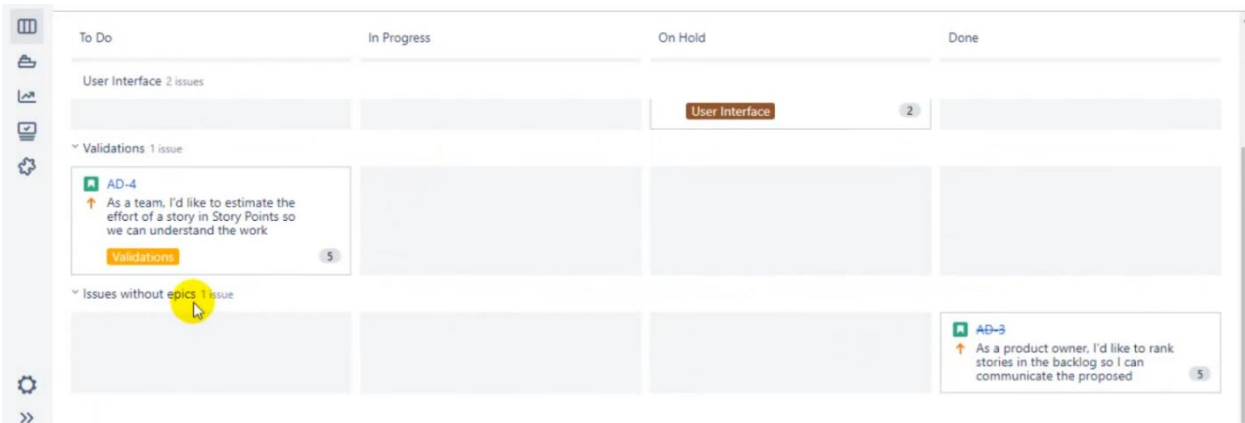 To Do
In Progress
On Hold
Done
User Interface 2 issues
User Interface
2
Validations 1 issue
AD-4
As a team, I'd like to estimate the
effort of a story in Story Points so
we can understand the work
Validations
5
Issues without epics 1 issue
AD-3
As a product owner, I'd like to rank
stories in the backlog so I can
communicate the proposed
5